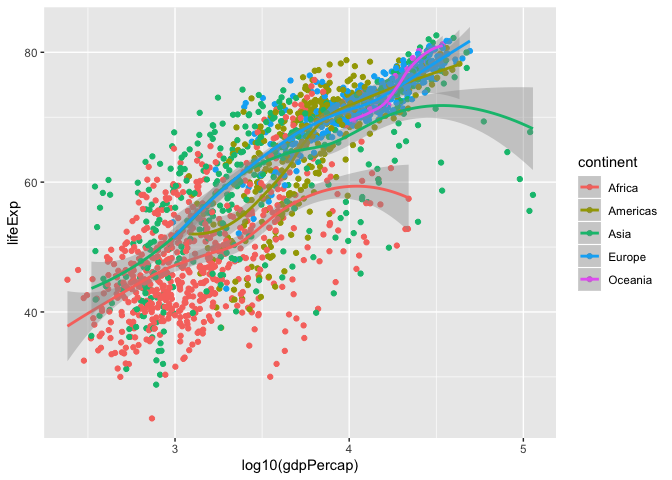 80
60
40
lifeExp
3
4
5
log10(gdpPercap)
continent
Africa
Americas
Asia
Europe
Oceania